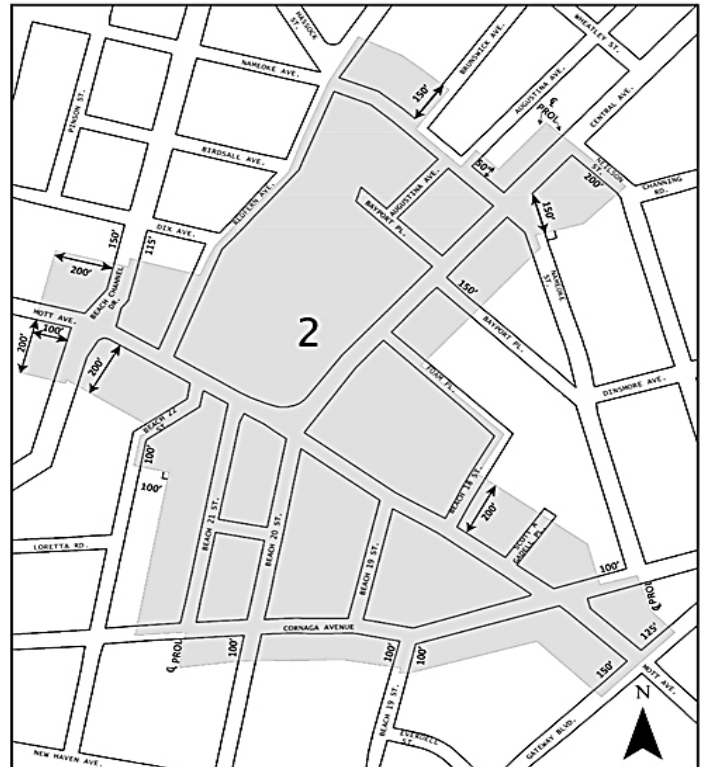 HASSOCK
ST.
WHEATLEY ST.
BRUNSWICK AVE.
NAMEOKE AVE.
AUGUSTINA AVE.
150'
PINSON ST.
℄
PROL
CENTRAL AVE.
BIRDSALL AVE.
50'
NEILSON
ST.
200'
CHANNING
RD.
AUGUSTINA AVE.
REDFERN AVE.
BAYPORT PL.
150'
DIX AVE.
150'
115'
200'
BEACH CHANNEL
DR.
NAMEOKE
ST.
150'
MOTT AVE.
100'
200'
BAYPORT PL.
2
200'
FOAM PL.
DINSMORE AVE.
BEACH 22
ST.
100'
100'
BEACH 18 ST.
200'
BEACH 21 ST.
BEACH 20 ST.
SCOTT A
GADELL PL.
LORETTA RD.
BEACH 19 ST.
100'
℄ PROL
CORNAGA AVENUE
125'
℄ PROL
100'
100'
100'
150'
MOTT AVE.
N
BEACH 19 ST.
EVERDELL
ST.
GATEWAY BLVD.
NEW HAVEN AVE.